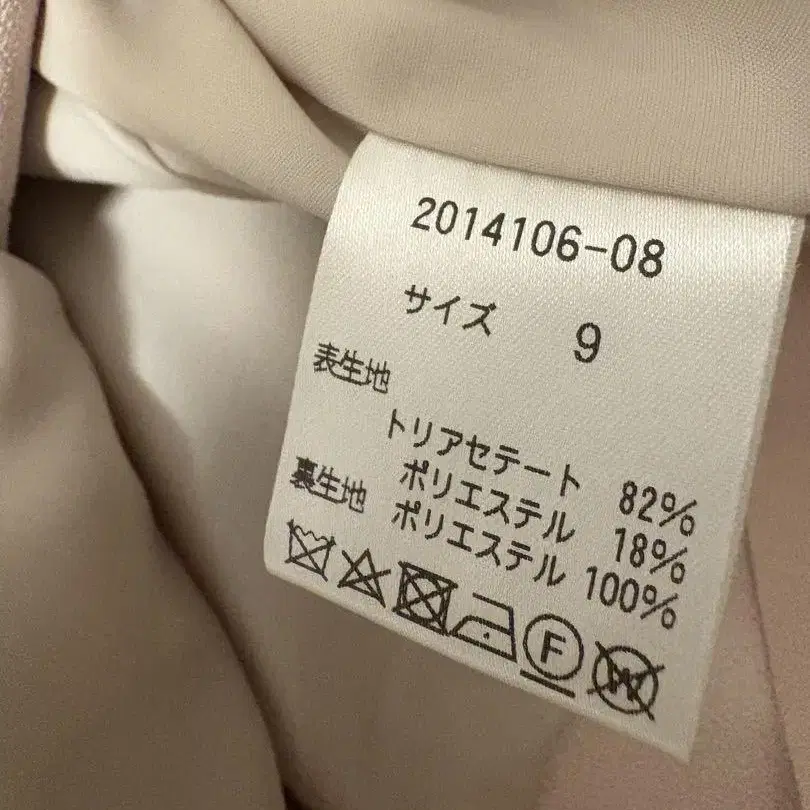 2014106-08
サイズ 9
表生地
トリアセテート 82%
ポリエステル 18%
裏生地 ポリエステル 100%
F
W